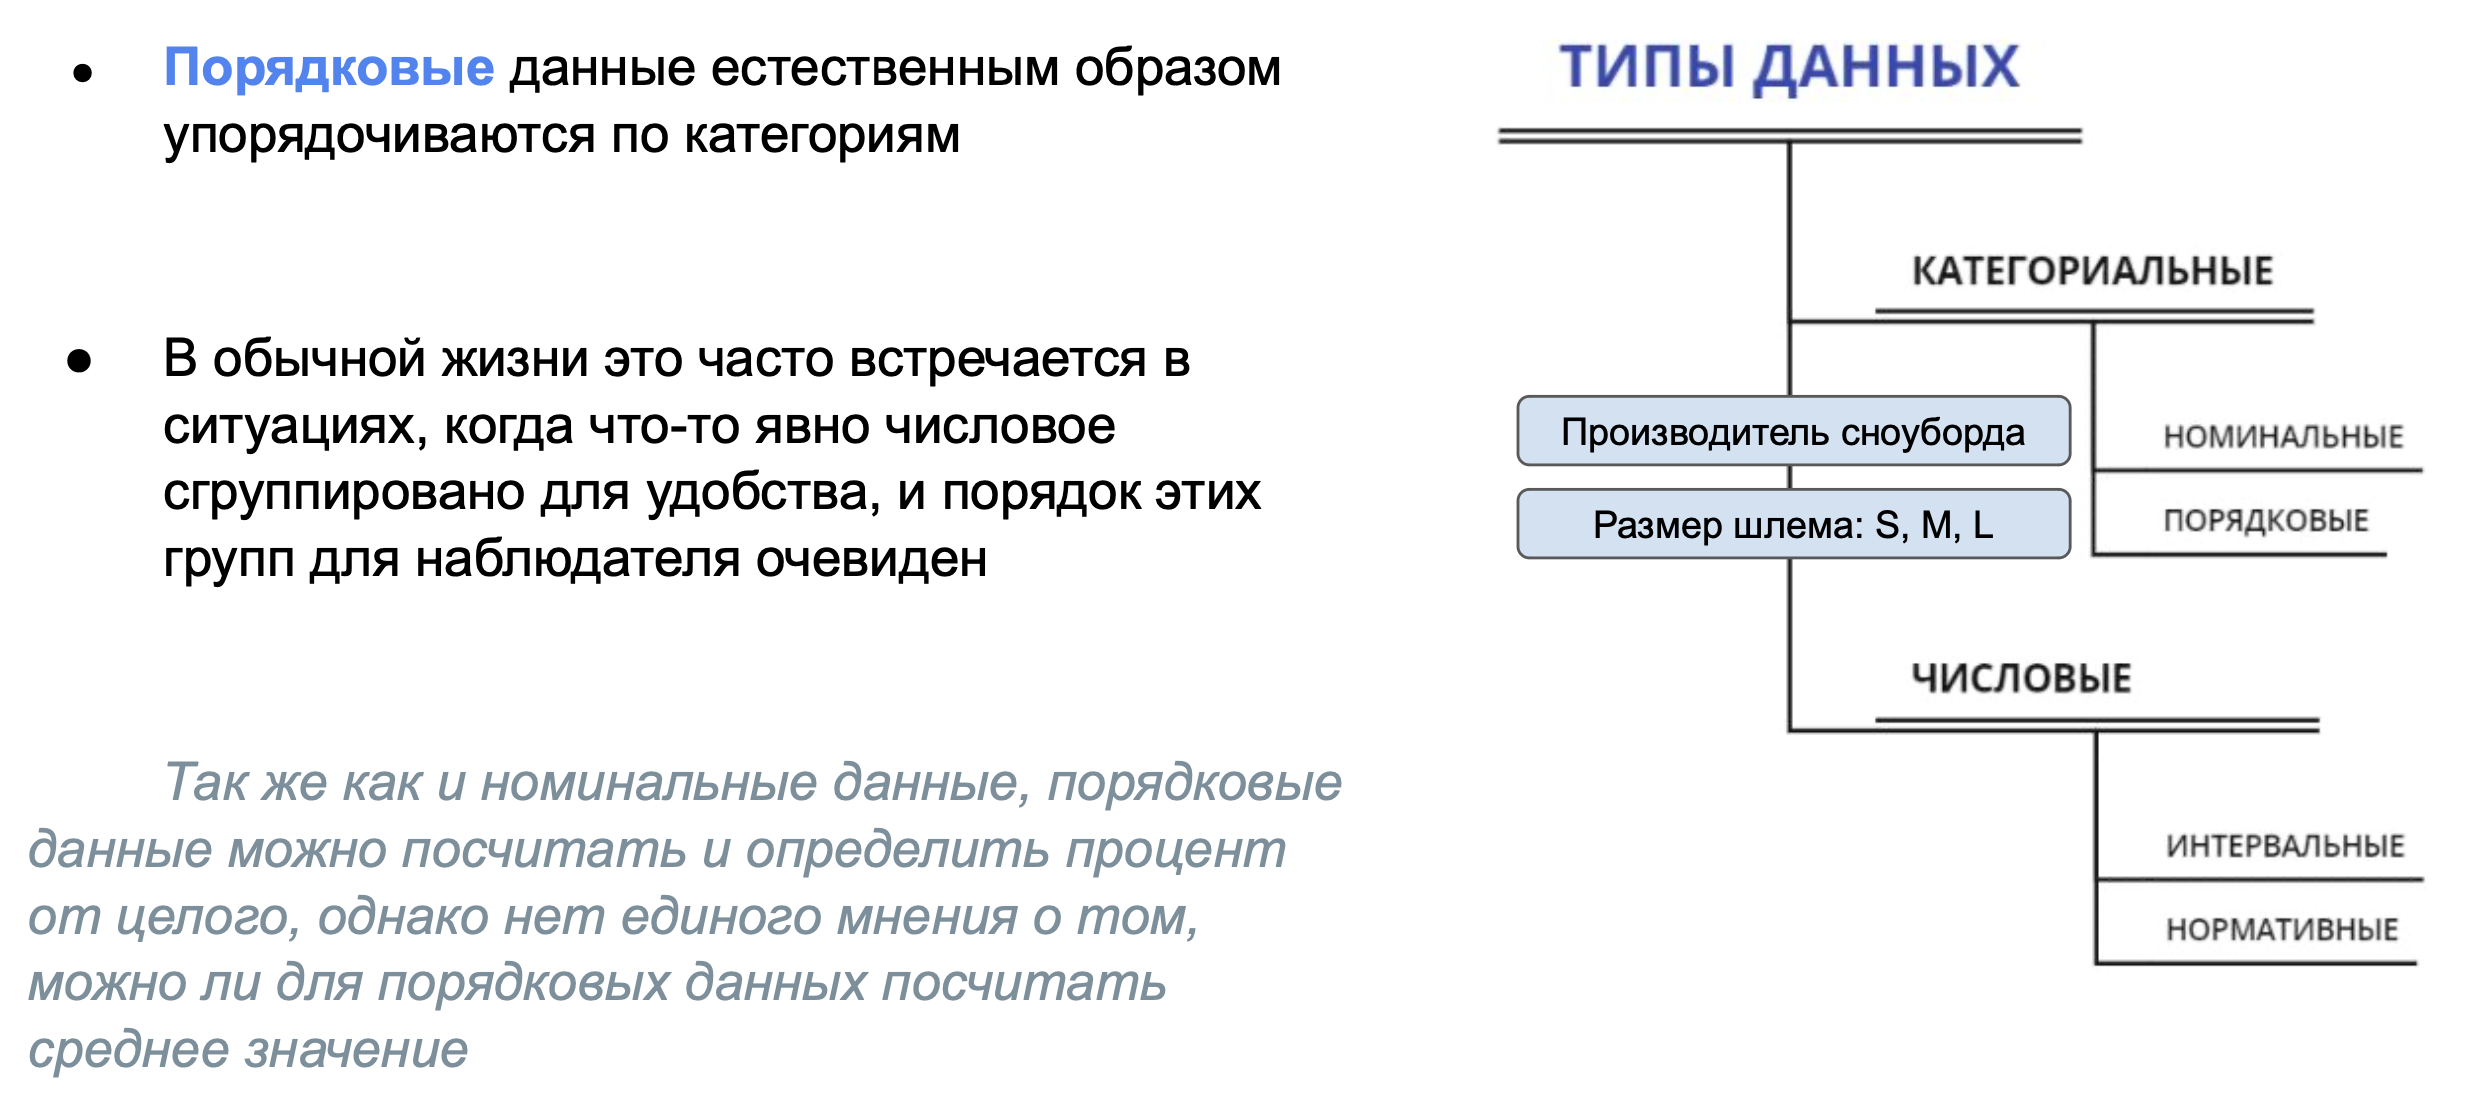 ● Порядковые данные естественным образом
упорядочиваются по категориям
● В обычной жизни это часто встречается в
ситуациях, когда что-то явно числовое
сгруппировано для удобства, и порядок этих
групп для наблюдателя очевиден
Так же как и номинальные данные, порядковые
данные можно посчитать и определить процент
от целого, однако нет единого мнения о том,
можно ли для порядковых данных посчитать
среднее значение
ТИПЫ ДАННЫХ
КАТЕГОРИАЛЬНЫЕ
Производитель сноуборда
НОМИНАЛЬНЫЕ
Размер шлема: S, M, L
ПОРЯДКОВЫЕ
ЧИСЛОВЫЕ
ИНТЕРВАЛЬНЫЕ
НОРМАТИВНЫЕ